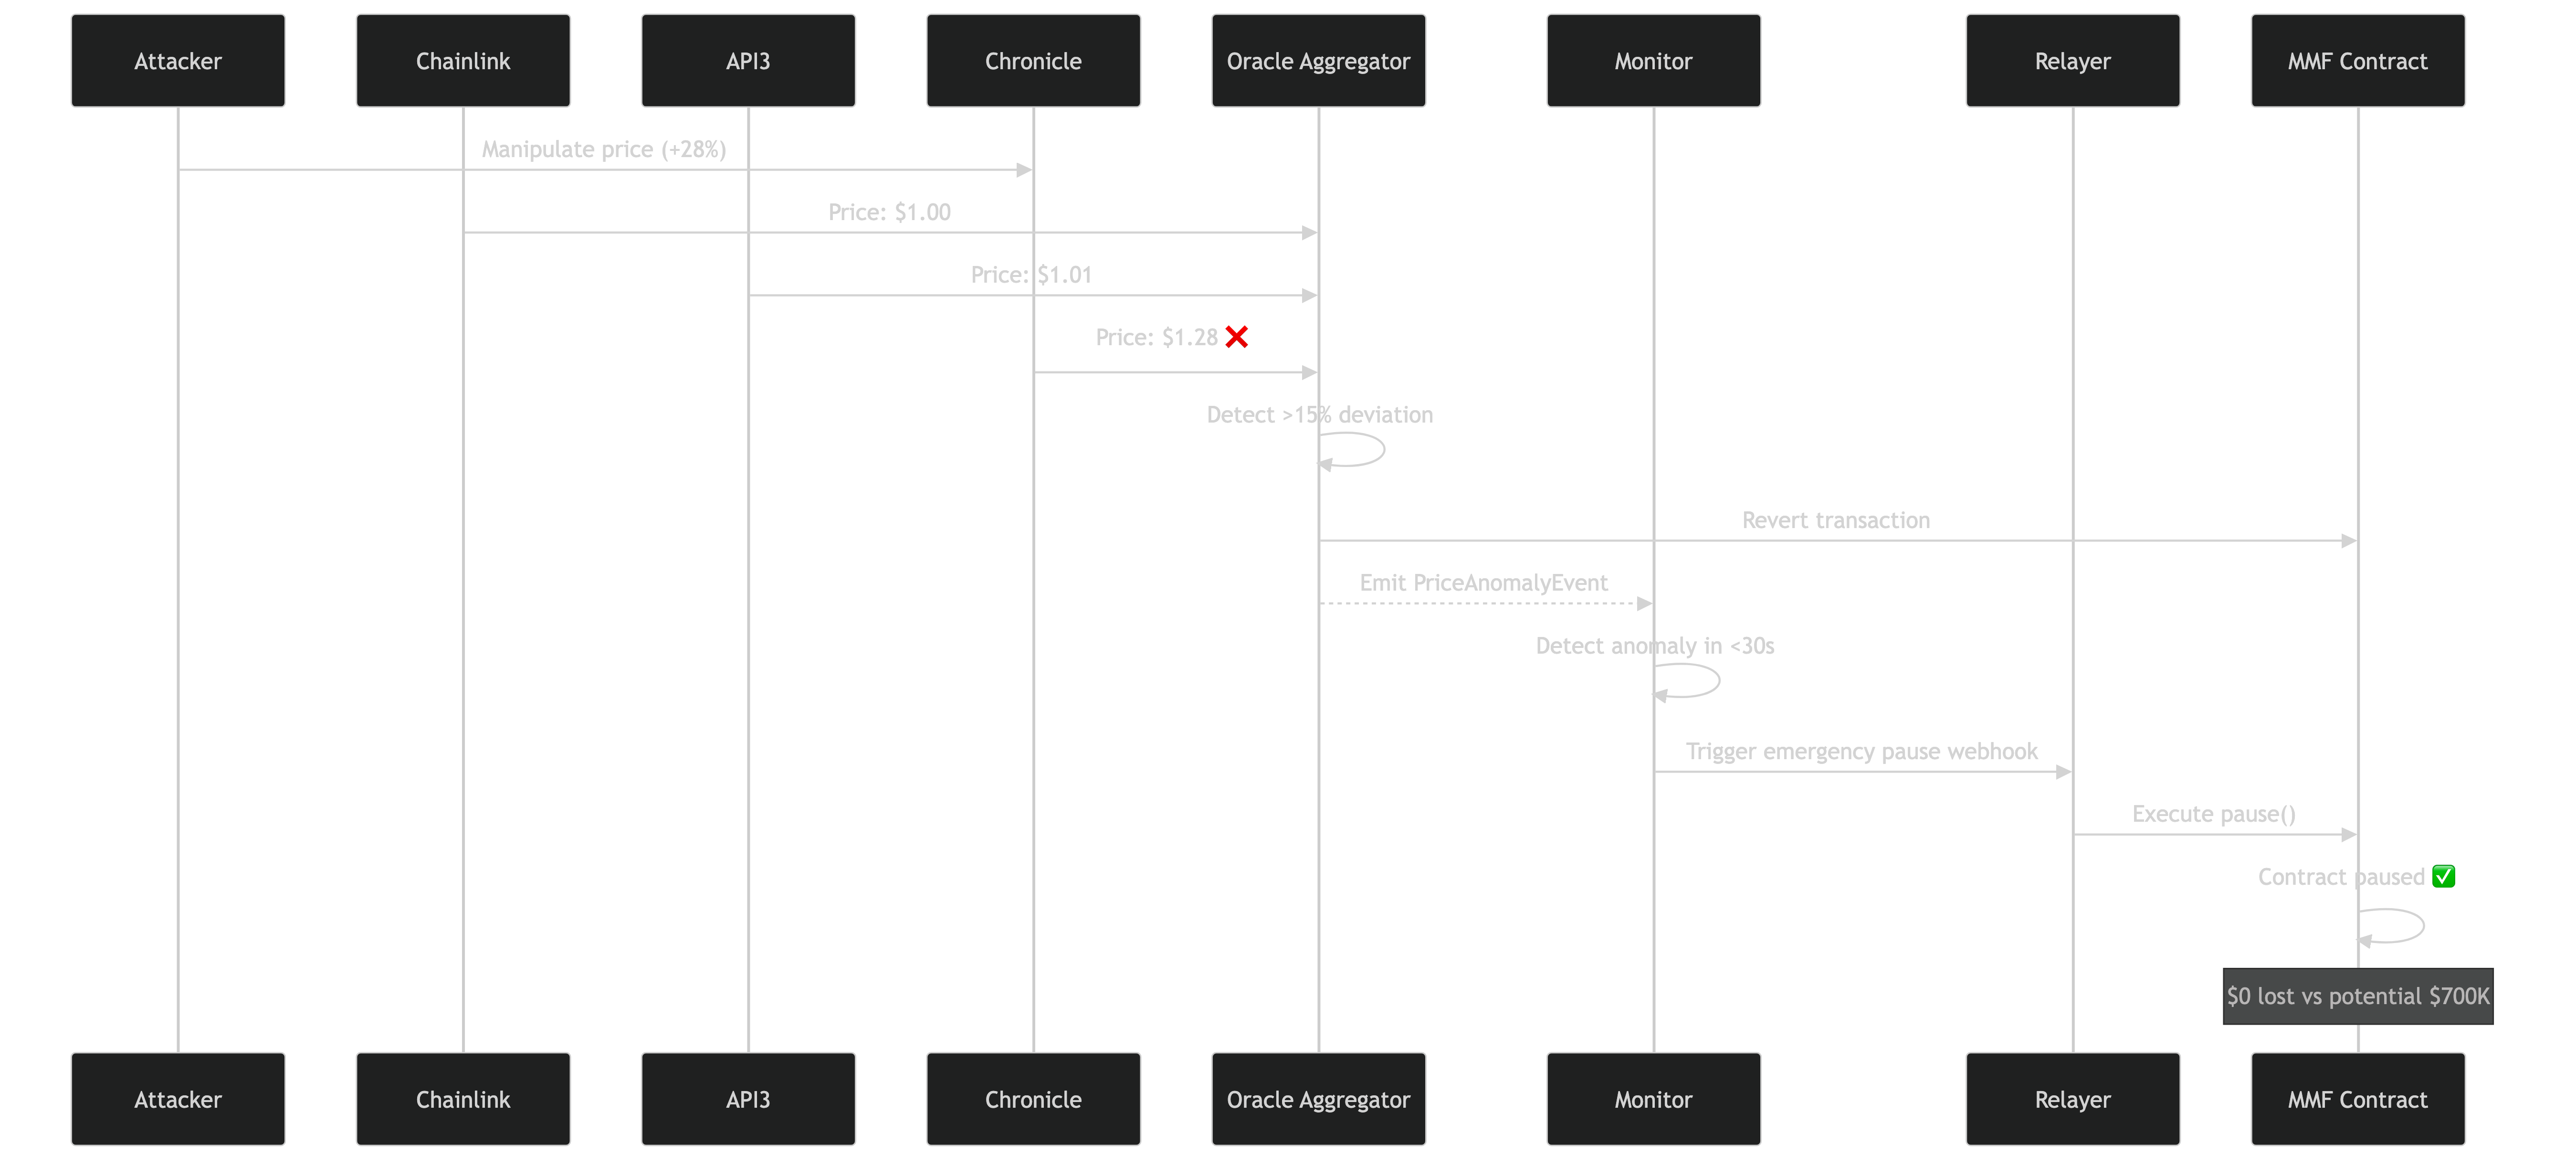 Attacker
Chainlink
API3
Chronicle
Oracle Aggregator
Monitor
Relayer
MMF Contract
Manipulate price (+28%)
Price: $1.00
Price: $1.01
Price: $1.28 ❌
Detect >15% deviation
Revert transaction
Emit PriceAnomalyEvent
Detect anomaly in <30s
Trigger emergency pause webhook
Execute pause()
Contract paused ✅
$0 lost vs potential $700K
Attacker
Chainlink
API3
Chronicle
Oracle Aggregator
Monitor
Relayer
MMF Contract